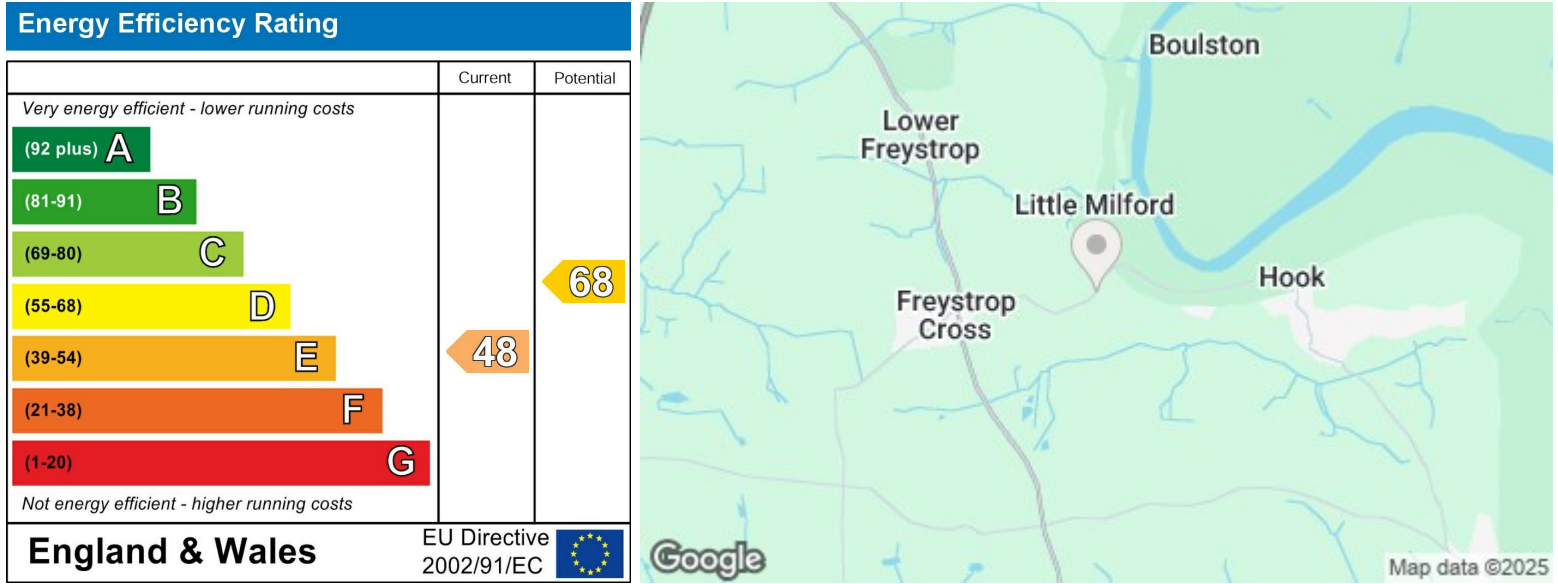 Energy Efficiency Rating
Current Potential
Very energy efficient - lower running costs
(92 plus) A
(81-91) B
(69-80) C
(55-68) D
(39-54) E
(21-38) F
(1-20) G
48
68
Not energy efficient - higher running costs
England & Wales
EU Directive
2002/91/EC
Boulston
Lower
Freystrop
Little Milford
Hook
Freystrop
Cross
Google
Map data ©2025